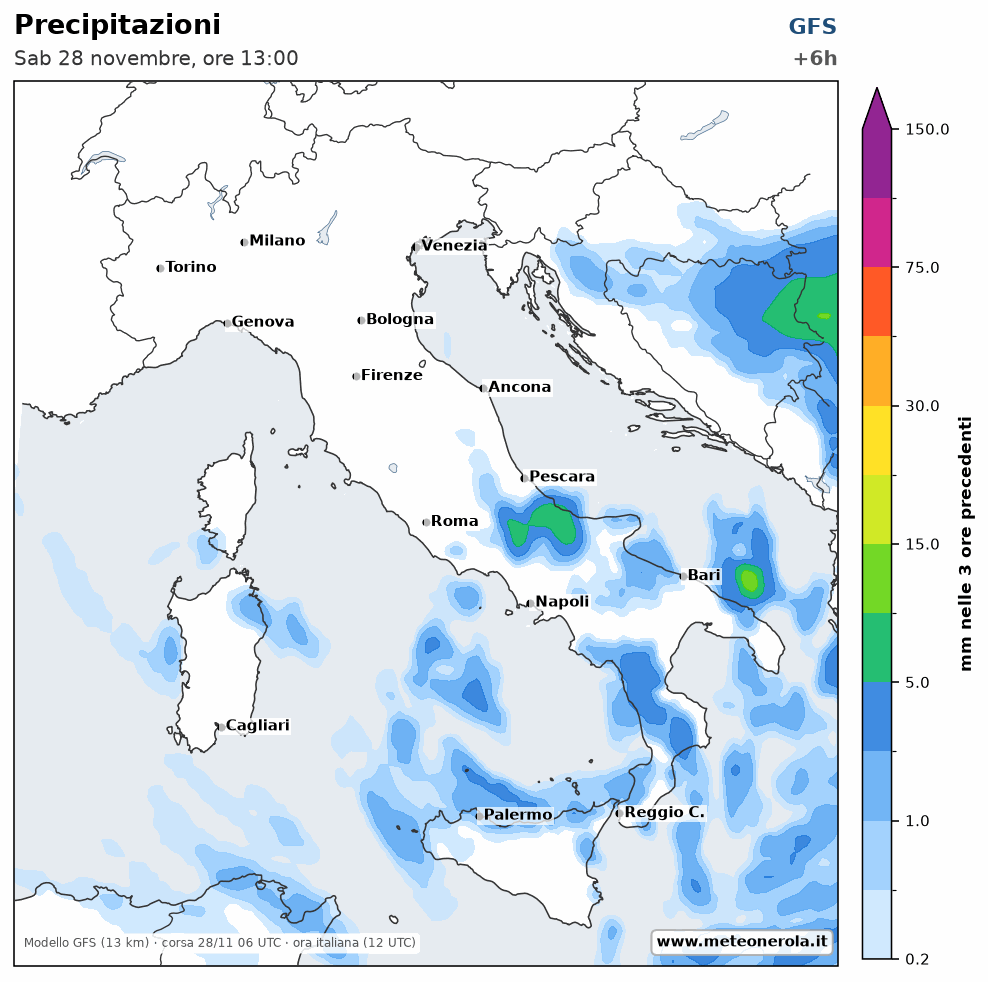 Precipitazioni
GFS
Sab 28 novembre, ore 13:00
+6h
150.0
75.0
30.0
15.0
5.0
1.0
0.2
mm nelle 3 ore precedenti
Milano
Venezia
Torino
Genova
Bologna
Firenze
Ancona
Pescara
Roma
Bari
Napoli
Cagliari
Palermo
Reggio C.
Modello GFS (13 km) · corsa 28/11 06 UTC · ora italiana (12 UTC)
www.meteonerola.it